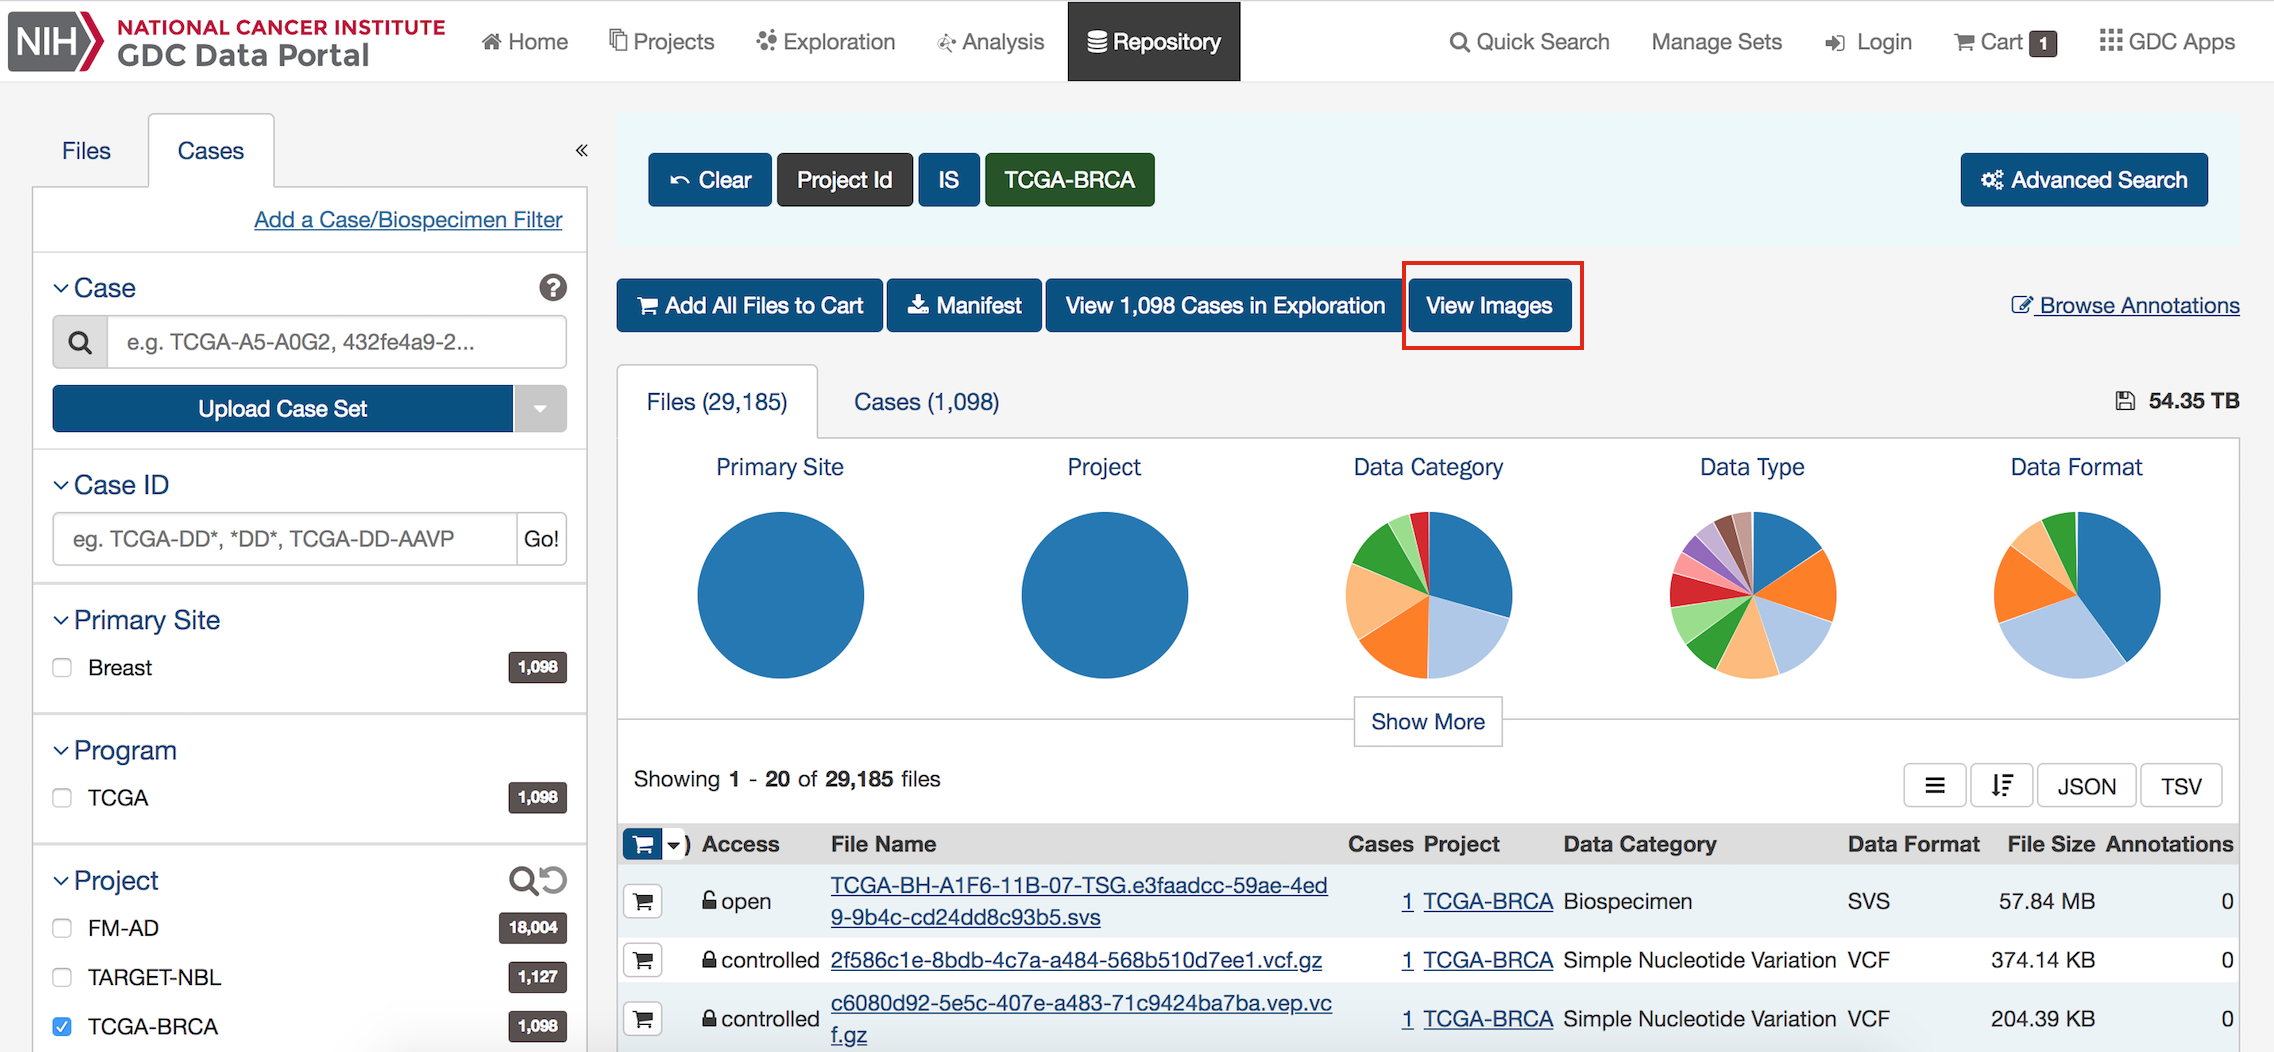 NIH NATIONAL CANCER INSTITUTE
GDC Data Portal
Home Projects Exploration Analysis Repository Quick Search Manage Sets Login Cart 1 GDC Apps
Files Cases «
Add a Case/Biospecimen Filter
Case ?
e.g. TCGA-A5-A0G2, 432fe4a9-2...
Upload Case Set
Case ID
eg. TCGA-DD*, *DD*, TCGA-DD-AAVP Go!
Primary Site
Breast 1,098
Program
TCGA 1,098
Project
FM-AD 18,004
TARGET-NBL 1,127
TCGA-BRCA 1,098
Clear Project Id IS TCGA-BRCA Advanced Search
Add All Files to Cart Manifest View 1,098 Cases in Exploration View Images Browse Annotations
Files (29,185) Cases (1,098) 54.35 TB
Primary Site Project Data Category Data Type Data Format
Show More
Showing 1 - 20 of 29,185 files
JSON TSV
) Access File Name Cases Project Data Category Data Format File Size Annotations
open TCGA-BH-A1F6-11B-07-TSG.e3faadcc-59ae-4ed
9-9b4c-cd24dd8c93b5.svs 1 TCGA-BRCA Biospecimen SVS 57.84 MB 0
controlled 2f586c1e-8bdb-4c7a-a484-568b510d7ee1.vcf.gz 1 TCGA-BRCA Simple Nucleotide Variation VCF 374.14 KB 0
controlled c6080d92-5e5c-407e-a483-71c9424ba7ba.vep.vc
f.gz 1 TCGA-BRCA Simple Nucleotide Variation VCF 204.39 KB 0